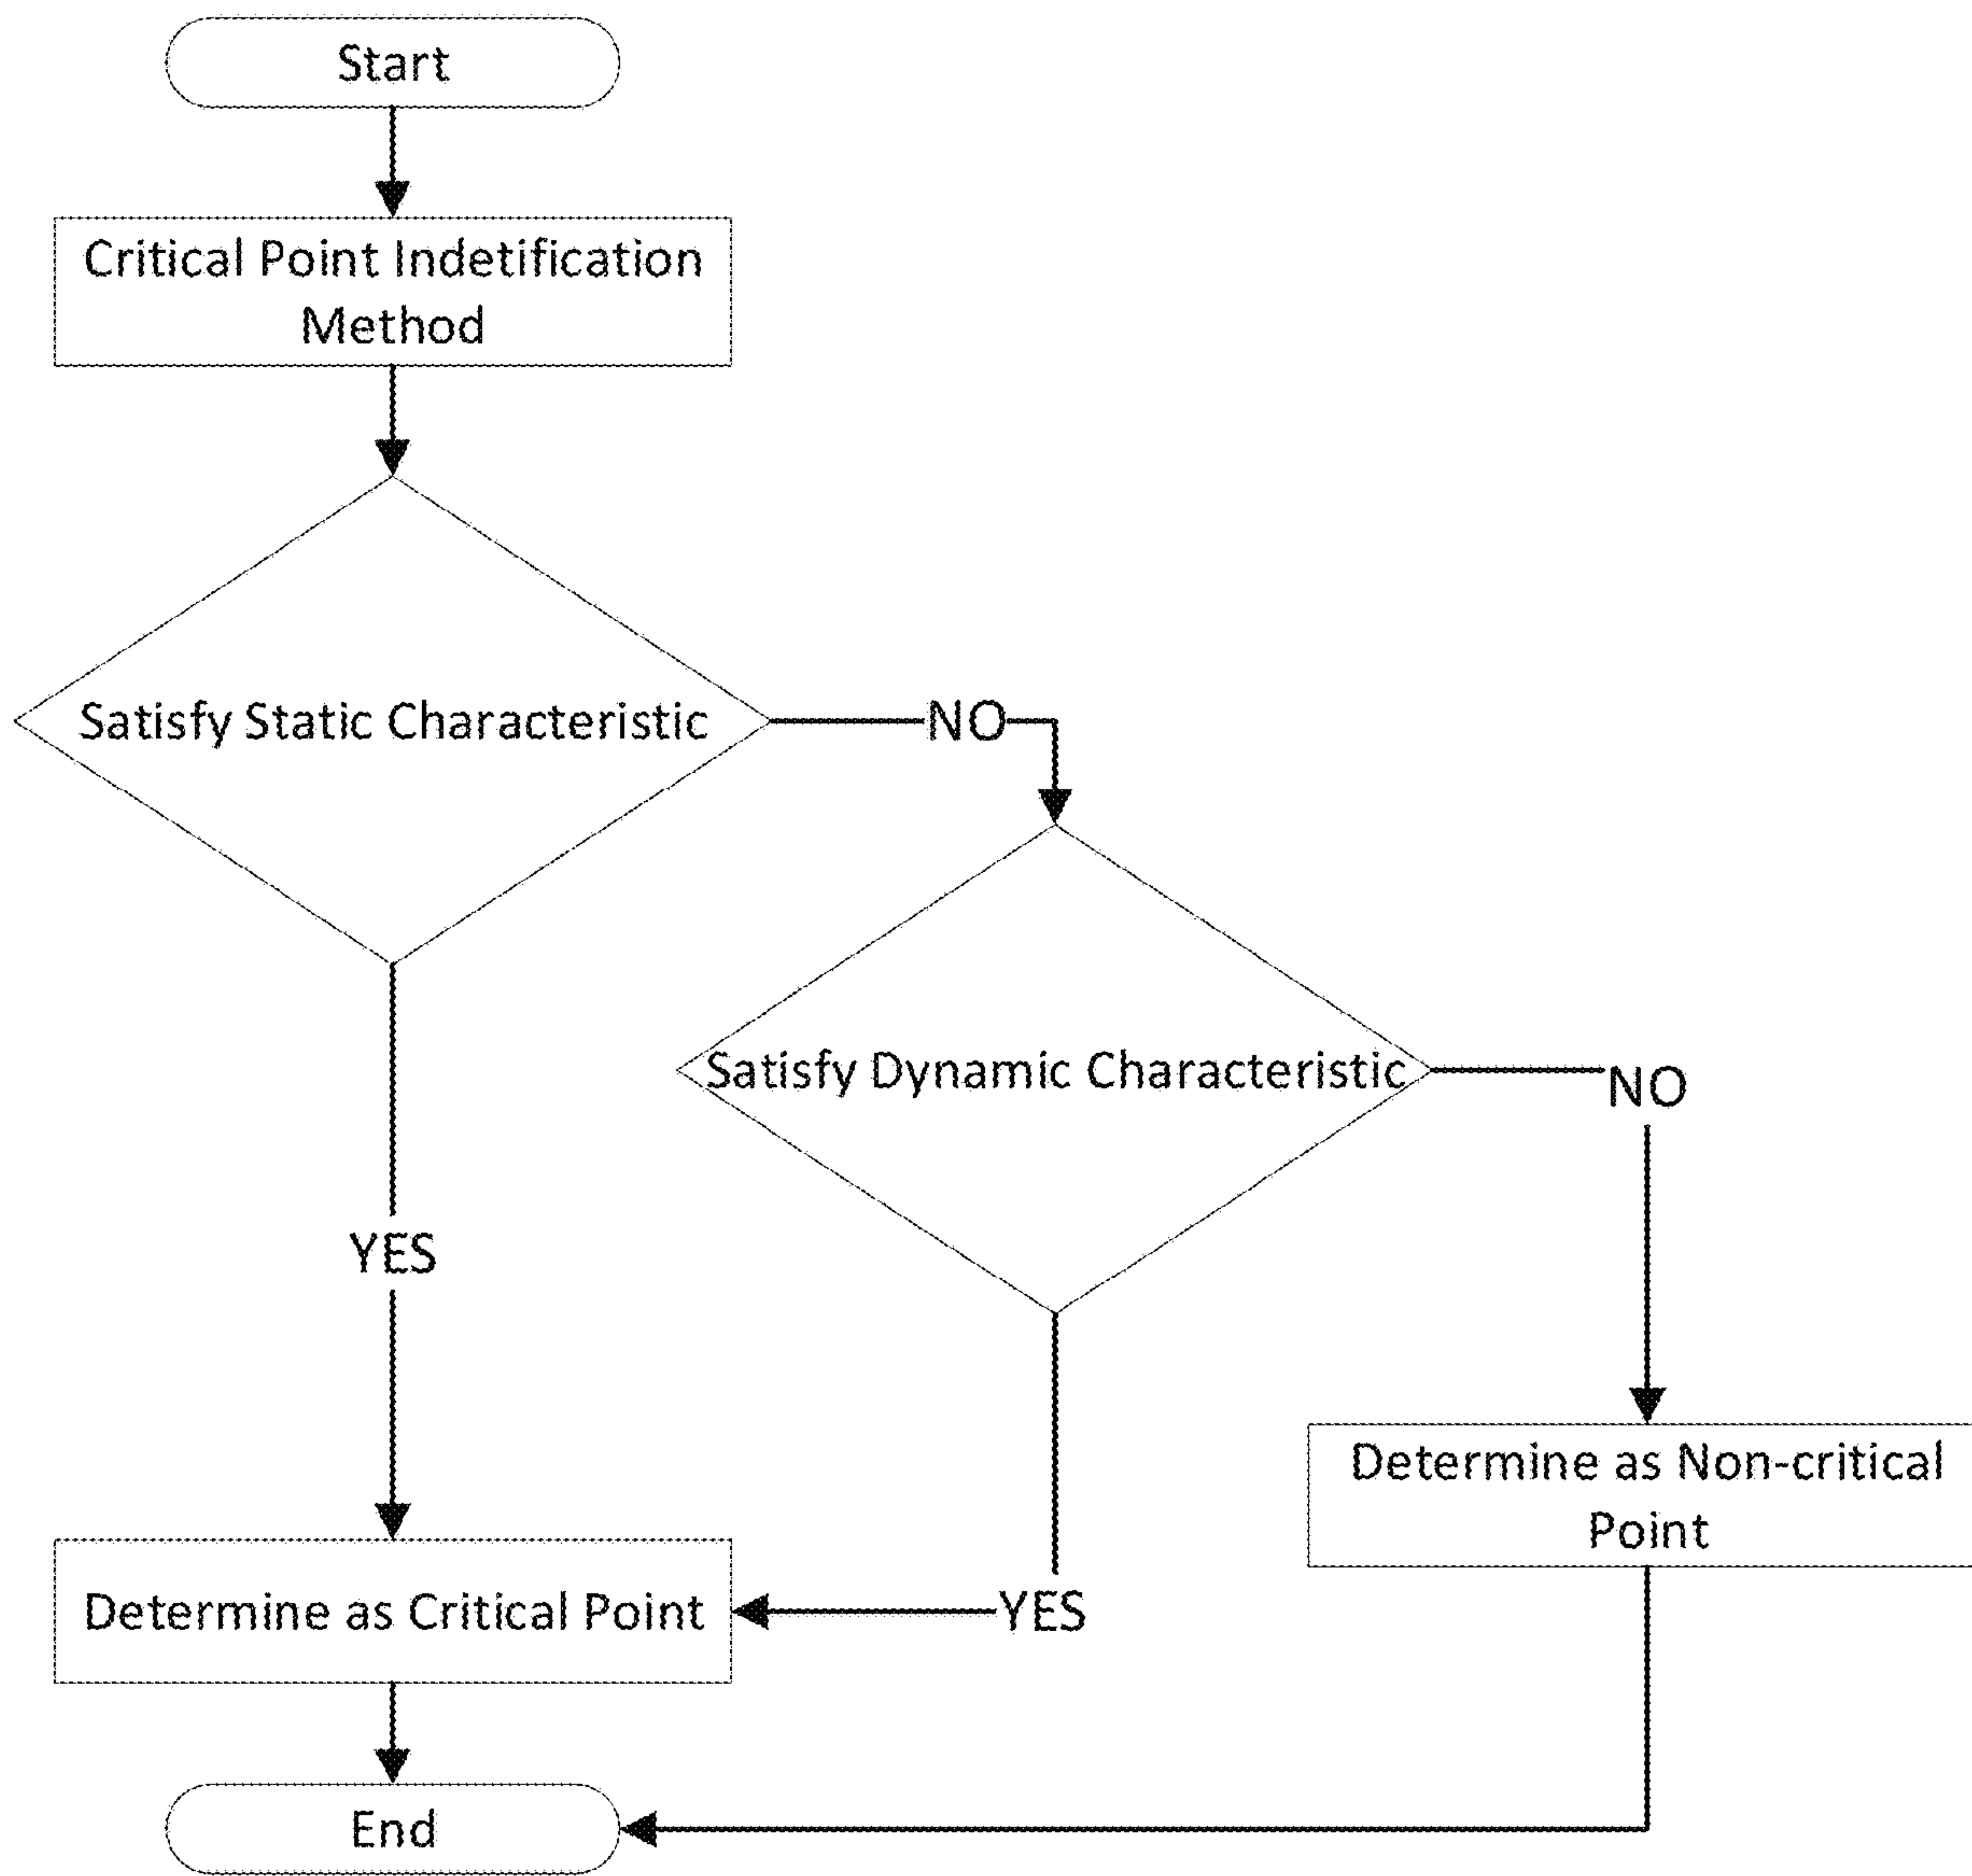 Start
Critical Point Indetification
Method
Satisfy Static Characteristic
NO
Satisfy Dynamic Characteristic
NO
YES
Determine as Non-critical
Point
Determine as Critical Point
YES
End